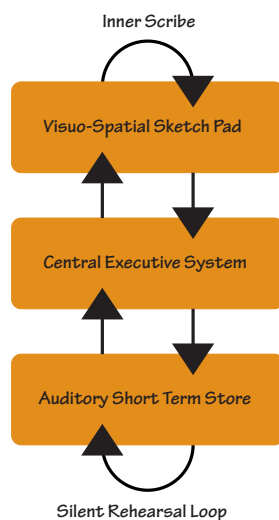 Inner Scribe
Visuo-Spatial Sketch Pad
Central Executive System
Auditory Short Term Store
Silent Rehearsal Loop